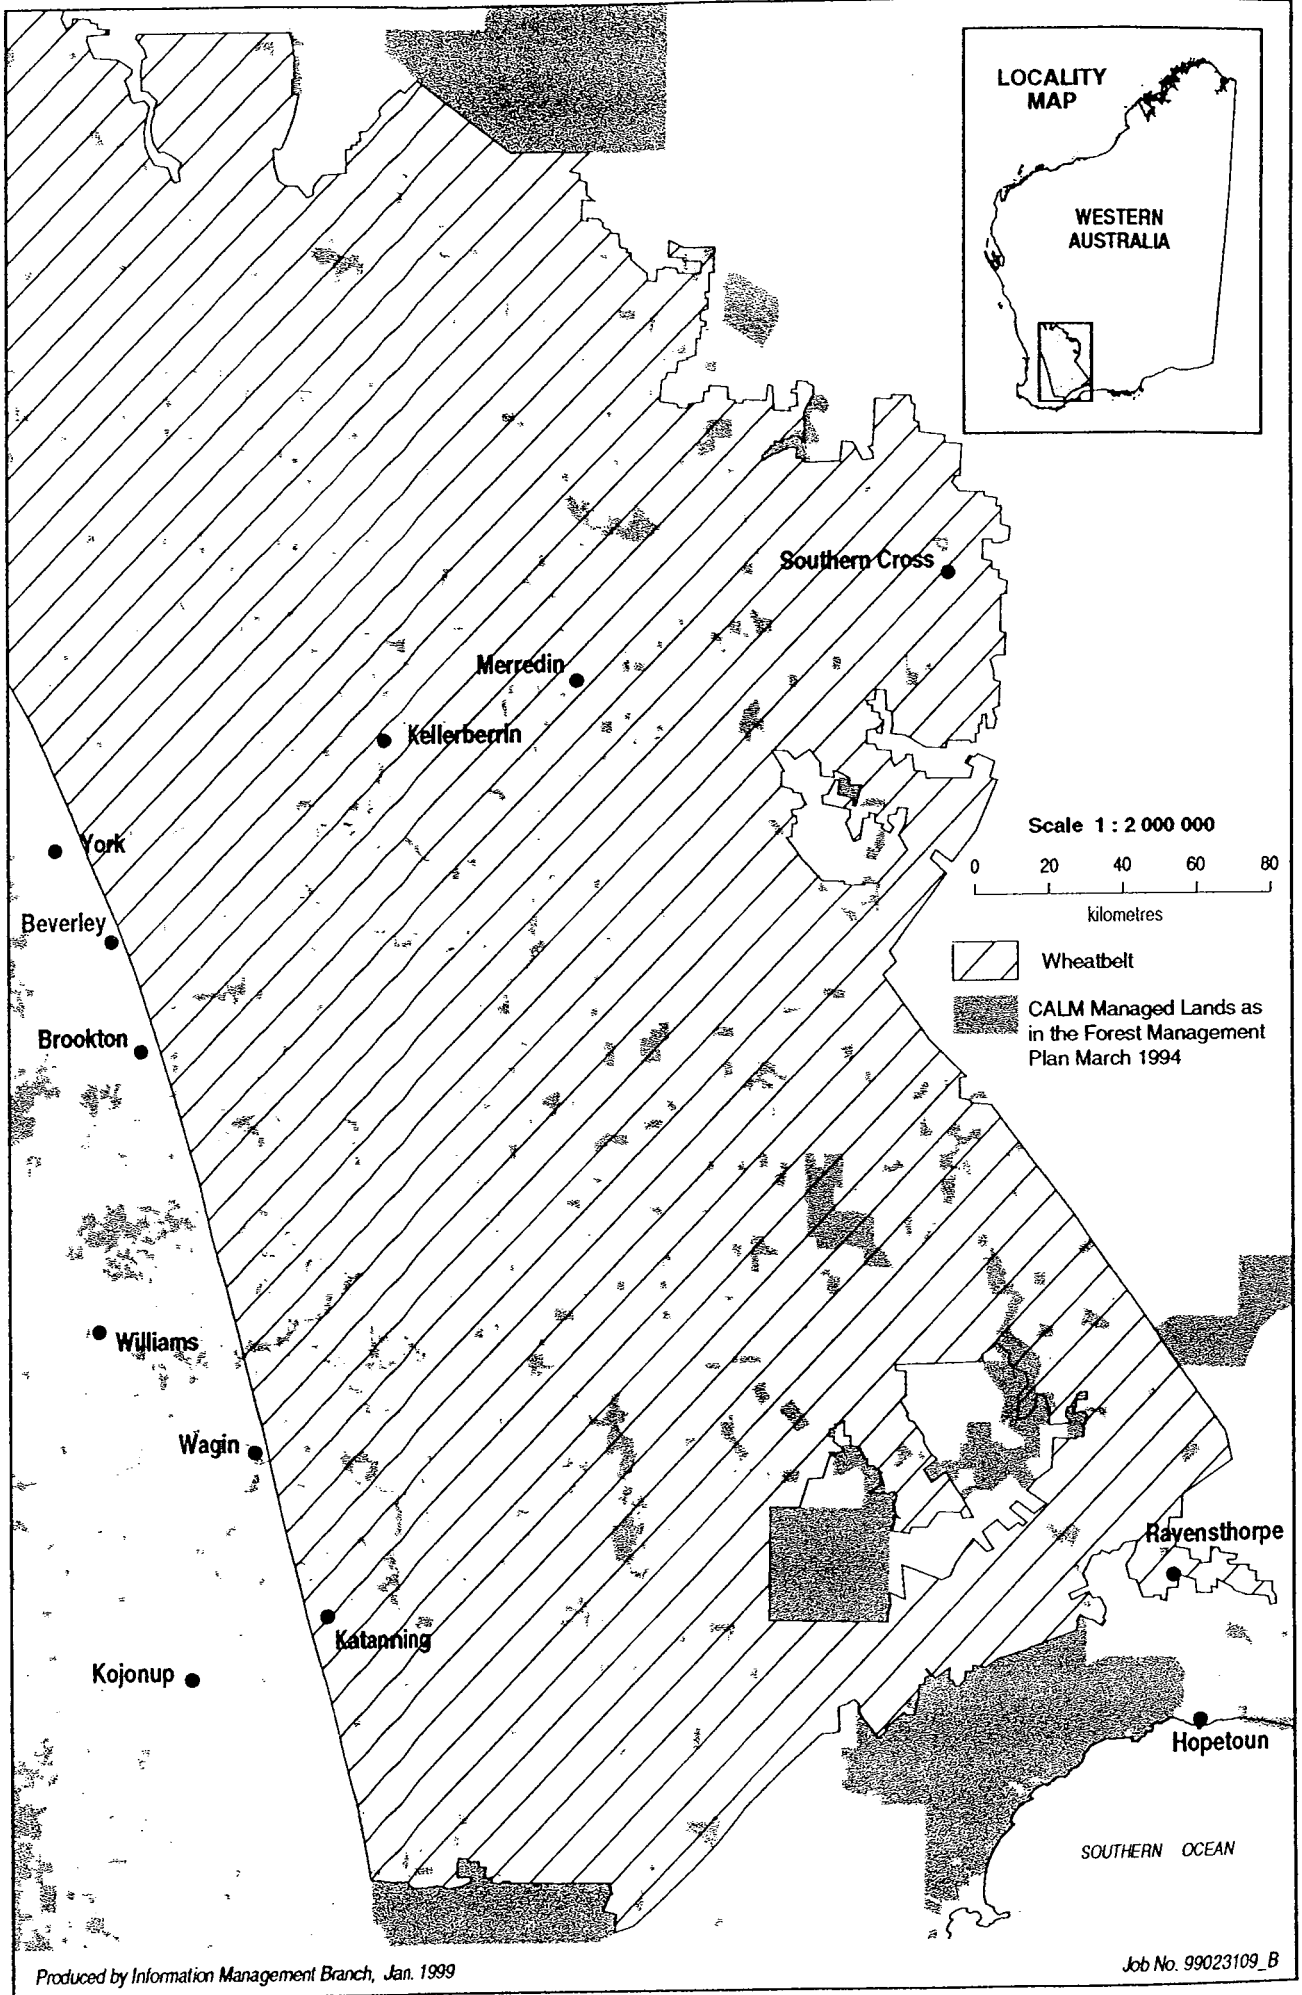 LOCALITY
MAP
WESTERN
AUSTRALIA
Southern Cross
Merredin
Kellerberrin
Scale 1 : 2 000 000
York
0 20 40 60 80
kilometres
Beverley
Wheatbelt
CALM Managed Lands as
in the Forest Management
Plan March 1994
Brookton
Williams
Wagin
Ravensthorpe
Katanning
Kojonup
Hopetoun
SOUTHERN OCEAN
Produced by Information Management Branch, Jan. 1999
Job No. 99023109_B